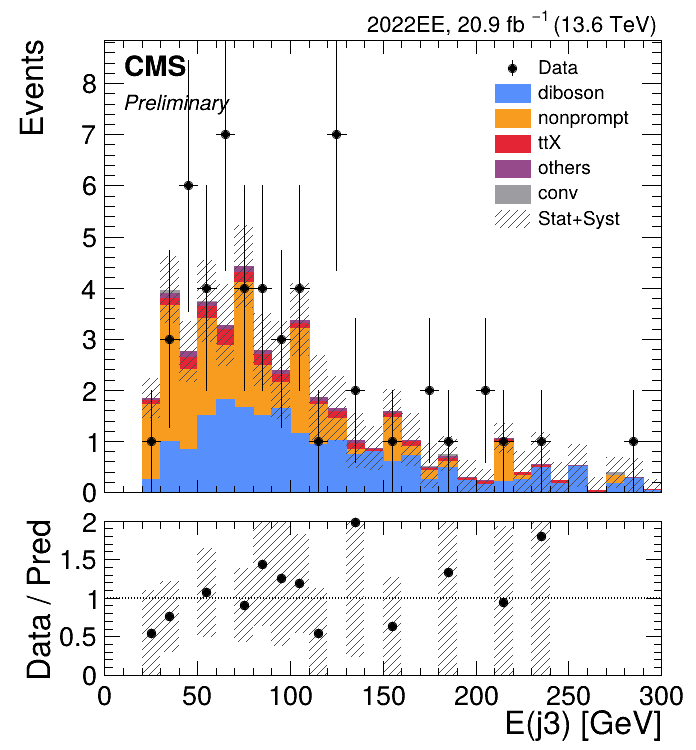 2022EE, 20.9 fb⁻¹ (13.6 TeV)
Events
CMS
Preliminary
Data
diboson
nonprompt
ttX
others
conv
Stat+Syst
8
7
6
5
4
3
2
1
0
Data / Pred
2
1.5
1
0.5
0
0 50 100 150 200 250 300
E(j3) [GeV]